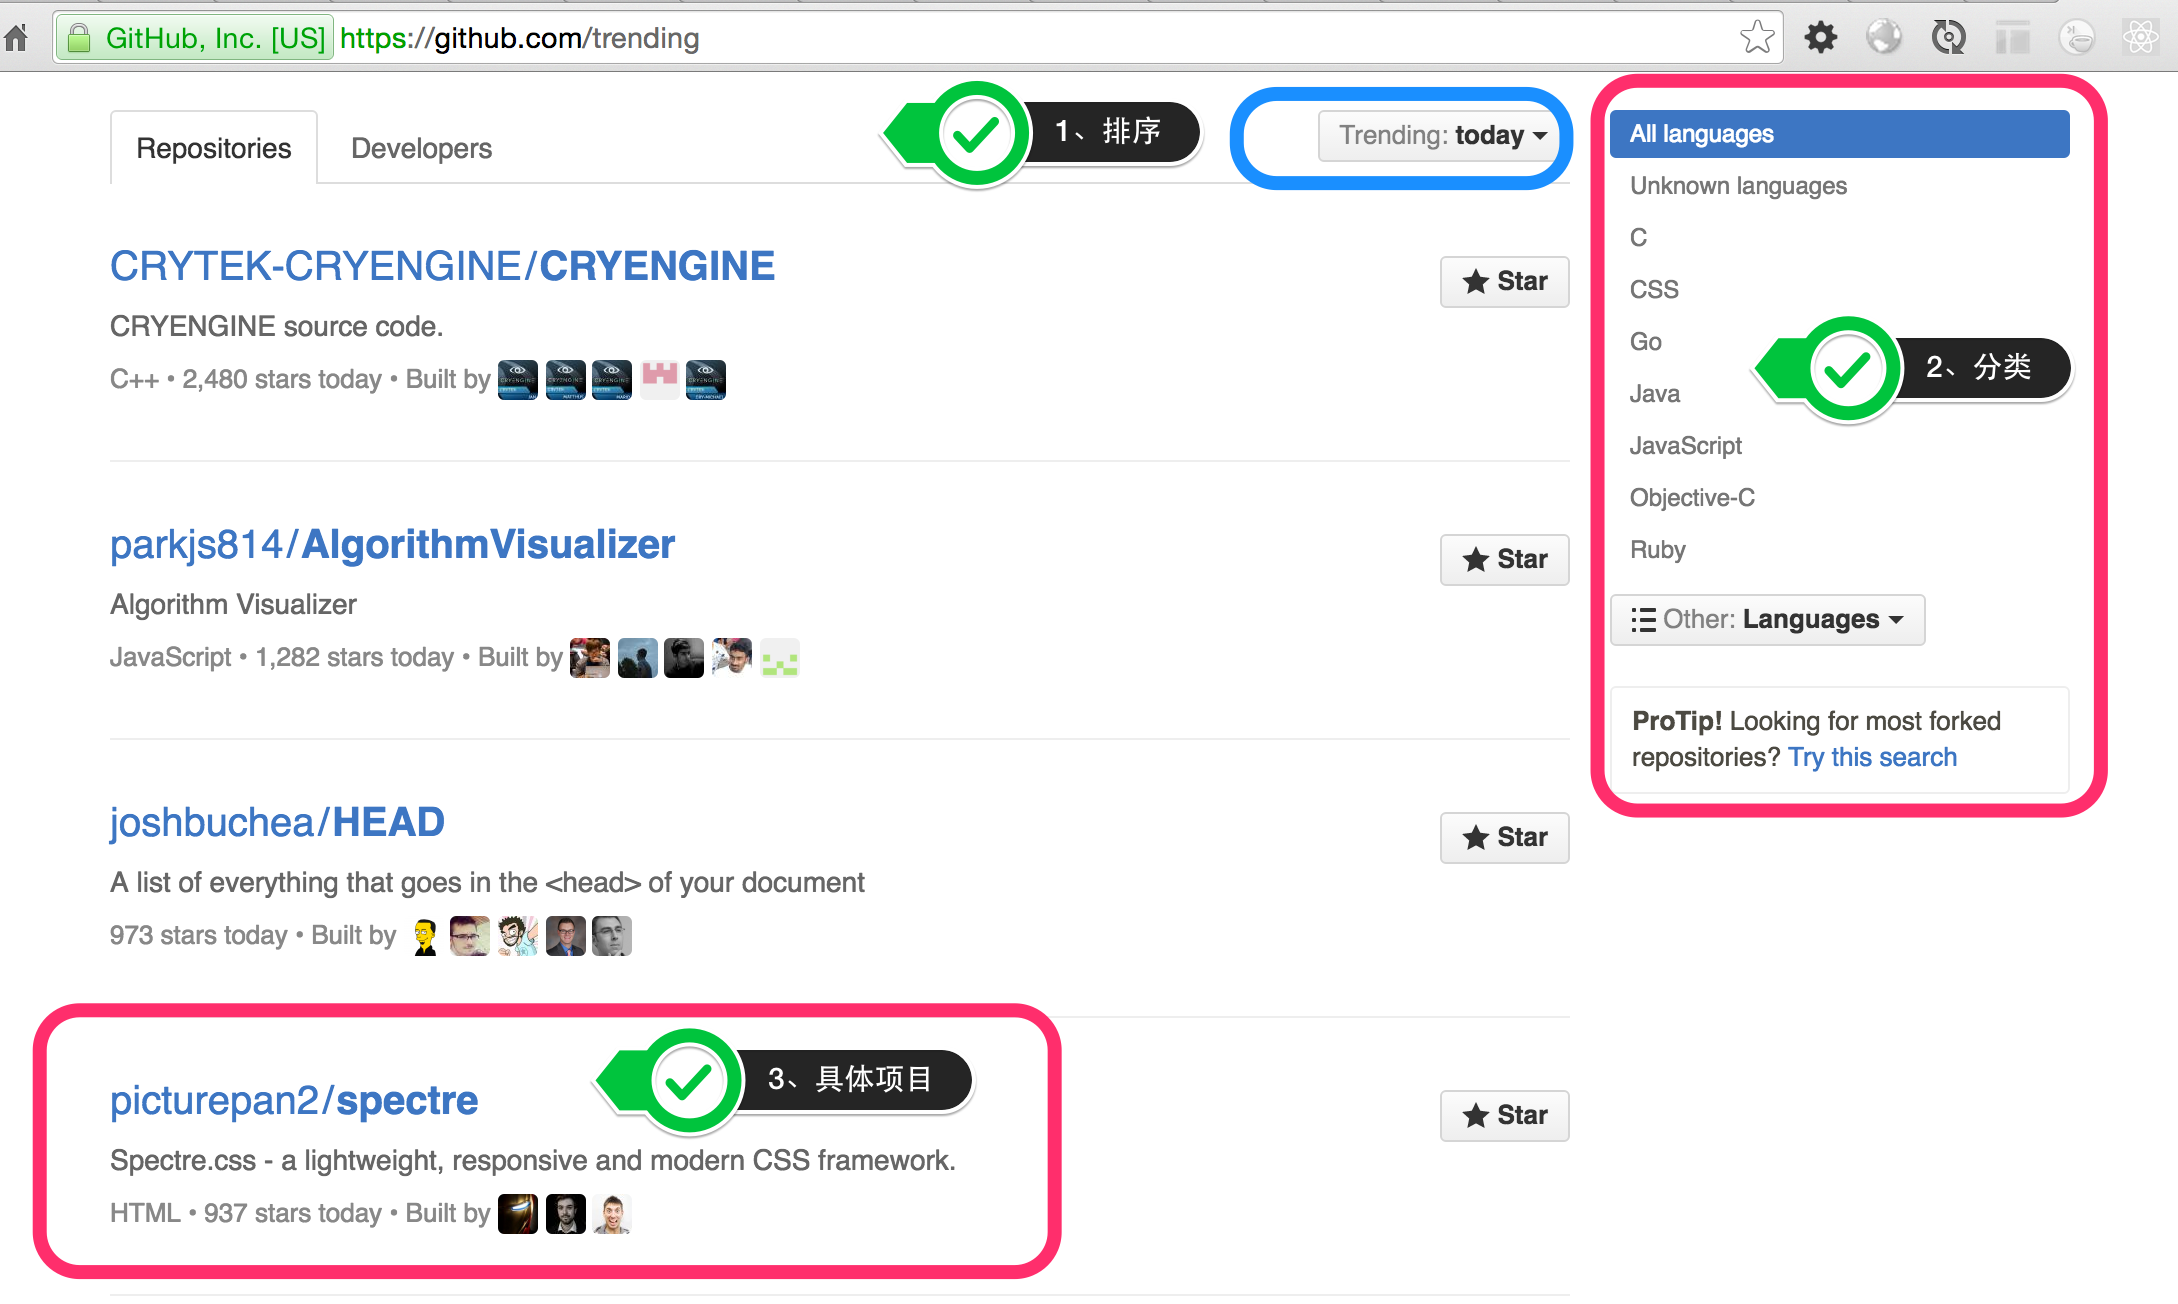 GitHub, Inc. [US] https://github.com/trending
Repositories
Developers
1、排序
Trending: today
CRYTEK-CRYENGINE/CRYENGINE
Star
CRYENGINE source code.
C++ • 2,480 stars today • Built by
parkjs814/AlgorithmVisualizer
Star
Algorithm Visualizer
JavaScript • 1,282 stars today • Built by
joshbuchea/HEAD
Star
A list of everything that goes in the <head> of your document
973 stars today • Built by
picturepan2/spectre
3、具体项目
Star
Spectre.css - a lightweight, responsive and modern CSS framework.
HTML • 937 stars today • Built by
All languages
Unknown languages
C
CSS
Go
2、分类
Java
JavaScript
Objective-C
Ruby
Other: Languages
ProTip! Looking for most forked
repositories? Try this search